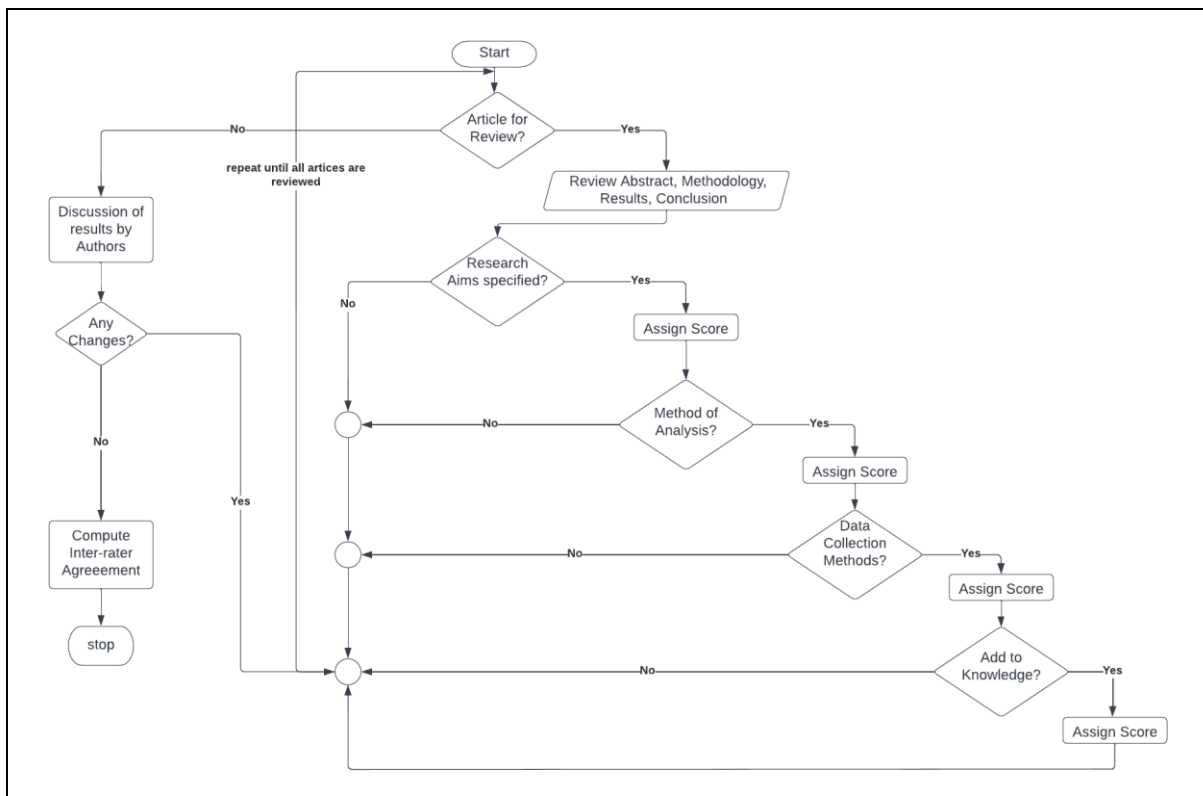 Start
Article for
Review?
No
Yes
repeat until all artices are
reviewed
Review Abstract, Methodology,
Results, Conclusion
Discussion of
results by
Authors
Research
Aims specified?
Yes
No
Assign Score
Any
Changes?
Method of
Analysis?
No
Yes
No
Assign Score
Yes
Data
Collection
Methods?
No
Yes
Compute
Inter-rater
Agreeement
Assign Score
stop
Add to
Knowledge?
No
Yes
Assign Score